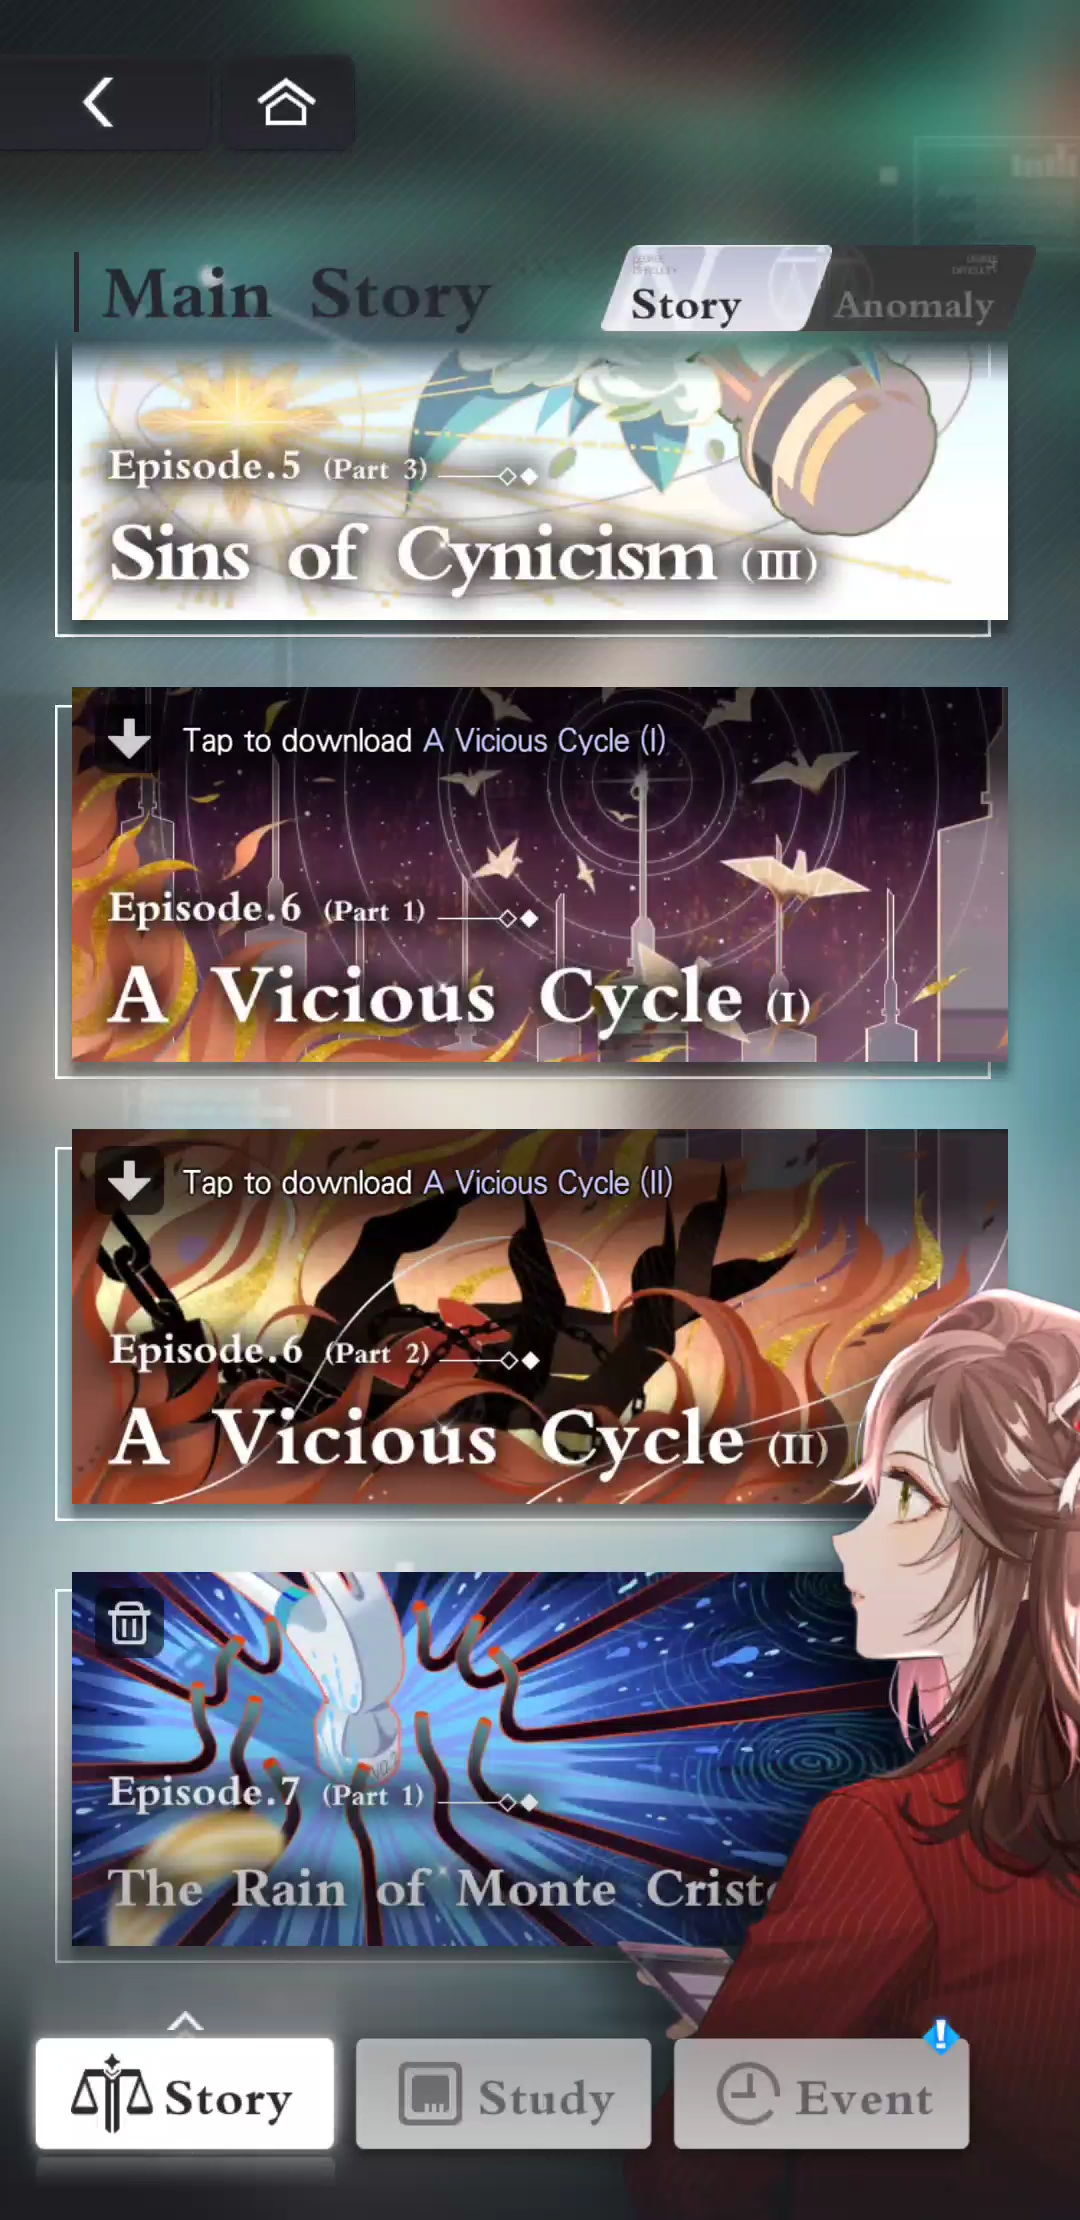 Main Story
Story
Anomaly
Episode.5 (Part 3)
Sins of Cynicism (III)
Tap to download A Vicious Cycle (I)
Episode.6 (Part 1)
A Vicious Cycle (I)
Tap to download A Vicious Cycle (II)
Episode.6 (Part 2)
A Vicious Cycle (II)
Episode.7 (Part 1)
The Rain of Monte Cristo
Story
Study
Event